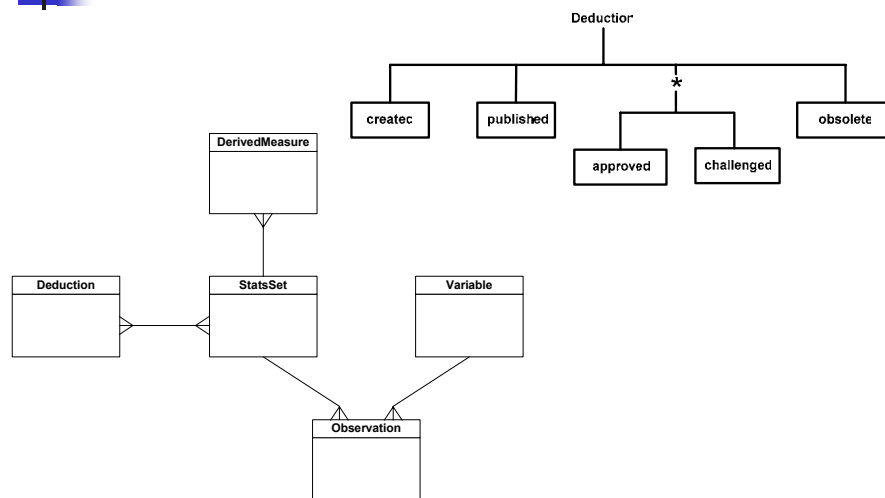 Deduction
created
published
*
obsolete
approved
challenged
DerivedMeasure
Deduction
StatsSet
Variable
Observation